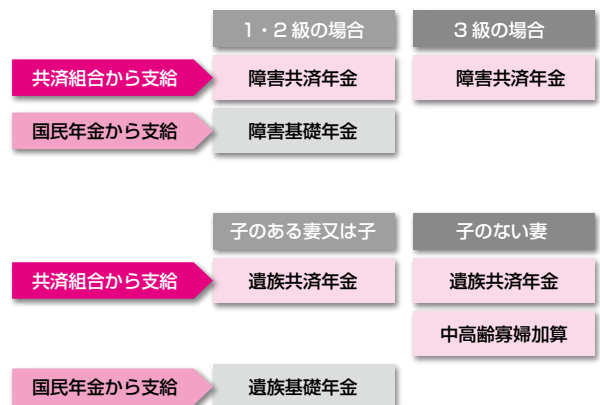 1・2級の場合 3級の場合
共済組合から支給 障害共済年金 障害共済年金
国民年金から支給 障害基礎年金
子のある妻又は子 子のない妻
共済組合から支給 遺族共済年金 遺族共済年金
中高齢寡婦加算
国民年金から支給 遺族基礎年金